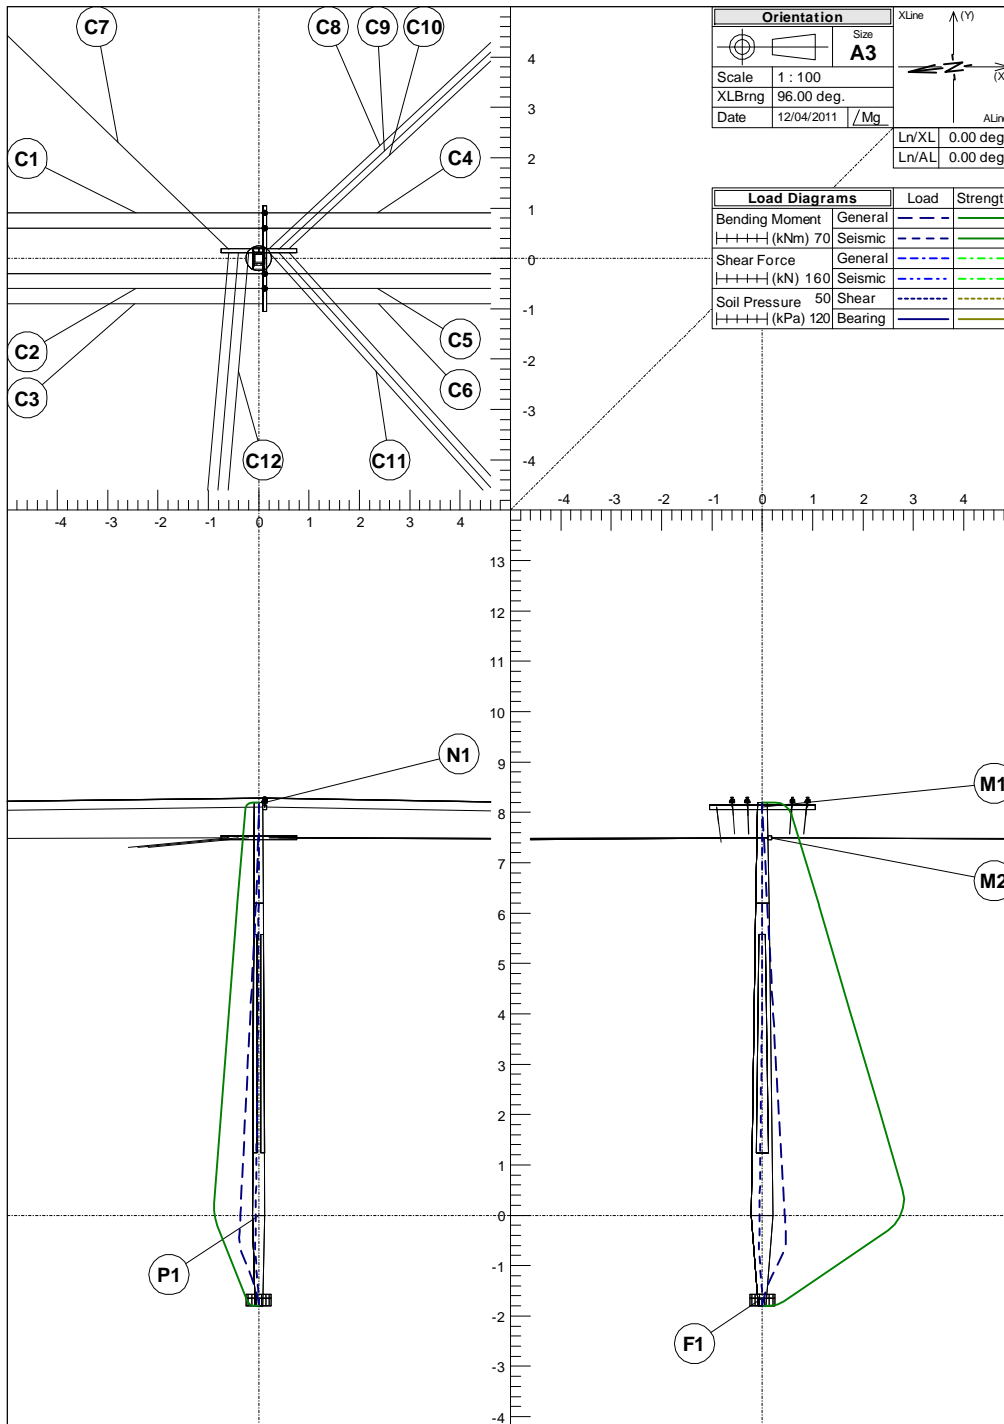 C7
C8
C9
C10
C1
C4
C2
C3
C5
C6
C12
C11
4
3
2
1
0
-1
-2
-3
-4
-4 -3 -2 -1 0 1 2 3 4
Orientation
Size
A3
Scale 1 : 100
XLBrng 96.00 deg.
Date 12/04/2011 /Mg
XLine (Y)
(X
ALin
Ln/XL 0.00 deg
Ln/AL 0.00 deg
Load Diagrams Load Strengt
Bending Moment General
(kNm) 70 Seismic
Shear Force General
(kN) 160 Seismic
Soil Pressure 50 Shear
(kPa) 120 Bearing
-4 -3 -2 -1 0 1 2 3 4
13
12
11
10
9
8
7
6
5
4
3
2
1
0
-1
-2
-3
-4
N1
M1
M2
P1
F1